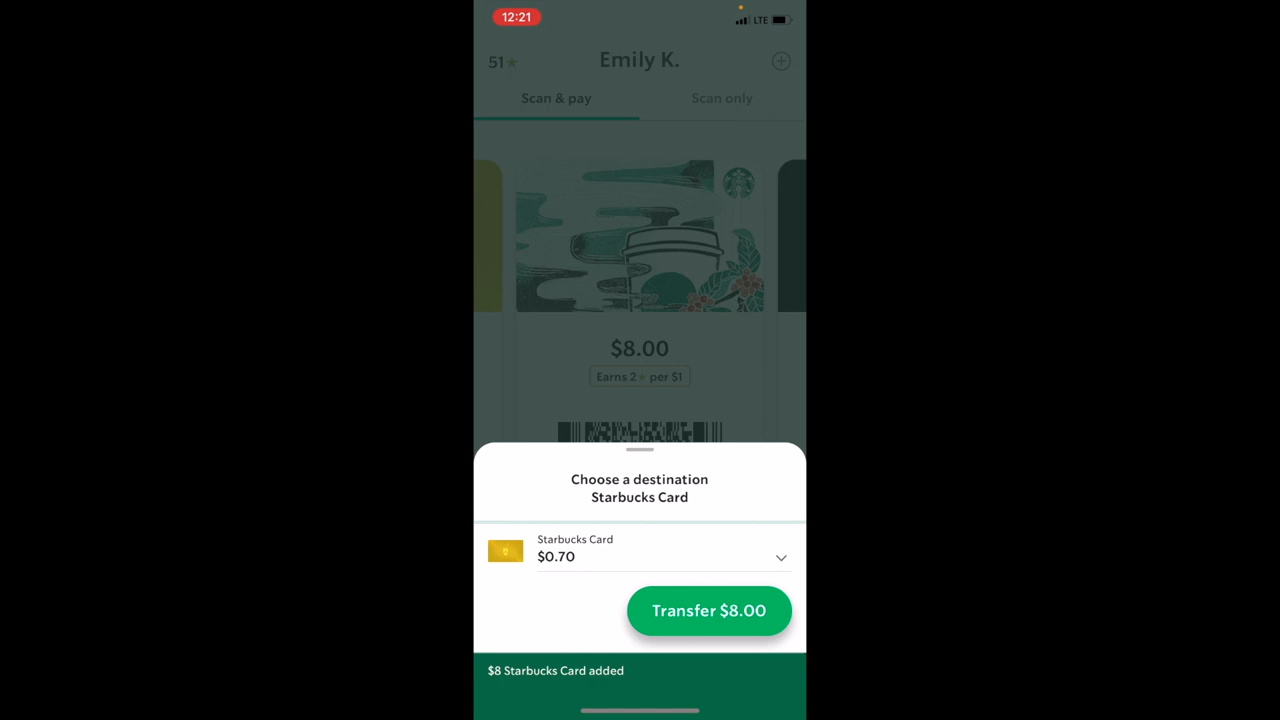 12:21
LTE
51★
Emily K.
Scan & pay
Scan only
$8.00
Earns 2★ per $1
Choose a destination
Starbucks Card
Starbucks Card
$0.70
Transfer $8.00
$8 Starbucks Card added